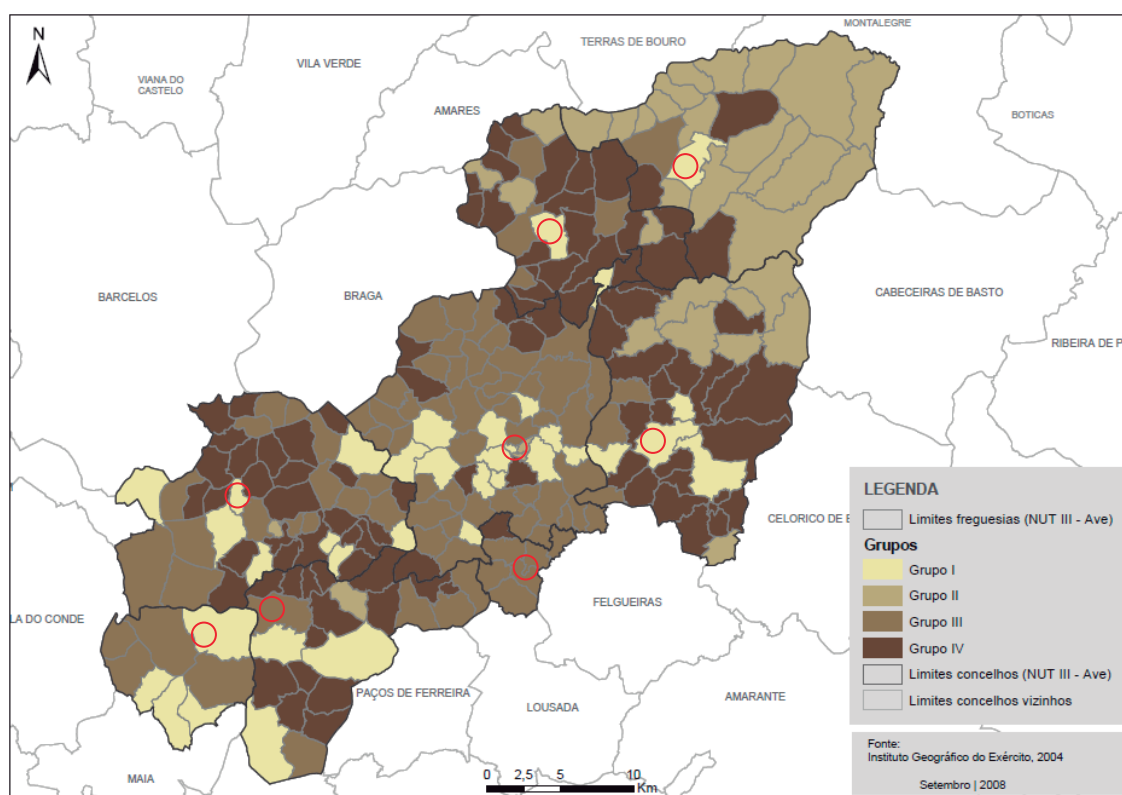 N
MONTALEGRE
TERRAS DE BOURO
VILA VERDE
VIANA DO
CASTELO
AMARES
BOTICAS
BARCELOS
BRAGA
CABECEIRAS DE BASTO
RIBEIRA DE P
CELORICO DE B
LA DO CONDE
FELGUEIRAS
PAÇOS DE FERREIRA
LOUSADA
AMARANTE
MAIA
0 2,5 5 10
Km
LEGENDA
Limites freguesias (NUT III - Ave)
Grupos
Grupo I
Grupo II
Grupo III
Grupo IV
Limites concelhos (NUT III - Ave)
Limites concelhos vizinhos
Fonte:
Instituto Geográfico do Exército, 2004
Setembro | 2008